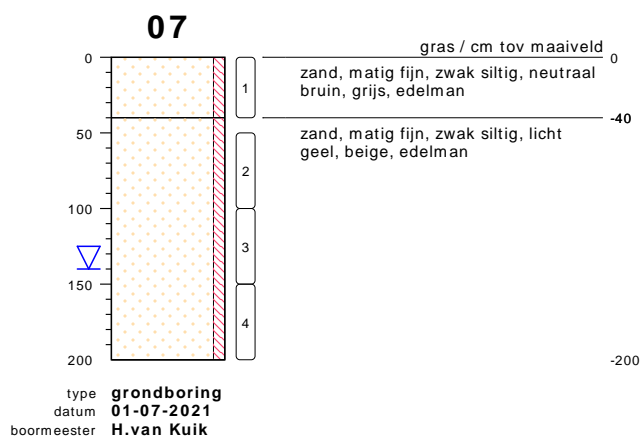 07
gras / cm tov maaiveld
0
0
zand, matig fijn, zwak siltig, neutraal
bruin, grijs, edelman
1
-40
50
zand, matig fijn, zwak siltig, licht
geel, beige, edelman
2
100
3
150
4
200
-200
type grondboring
datum 01-07-2021
boormeester H.van Kuik